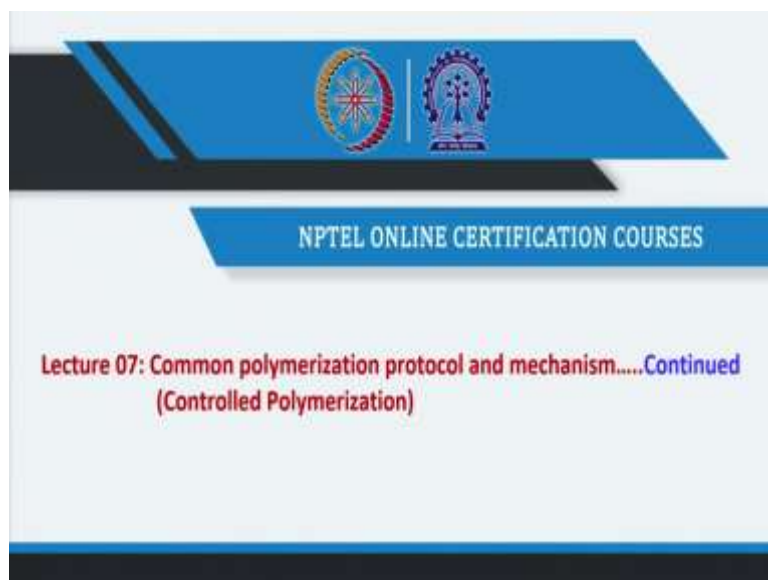 NPTEL ONLINE CERTIFICATION COURSES
Lecture 07: Common polymerization protocol and mechanism.....Continued
(Controlled Polymerization)